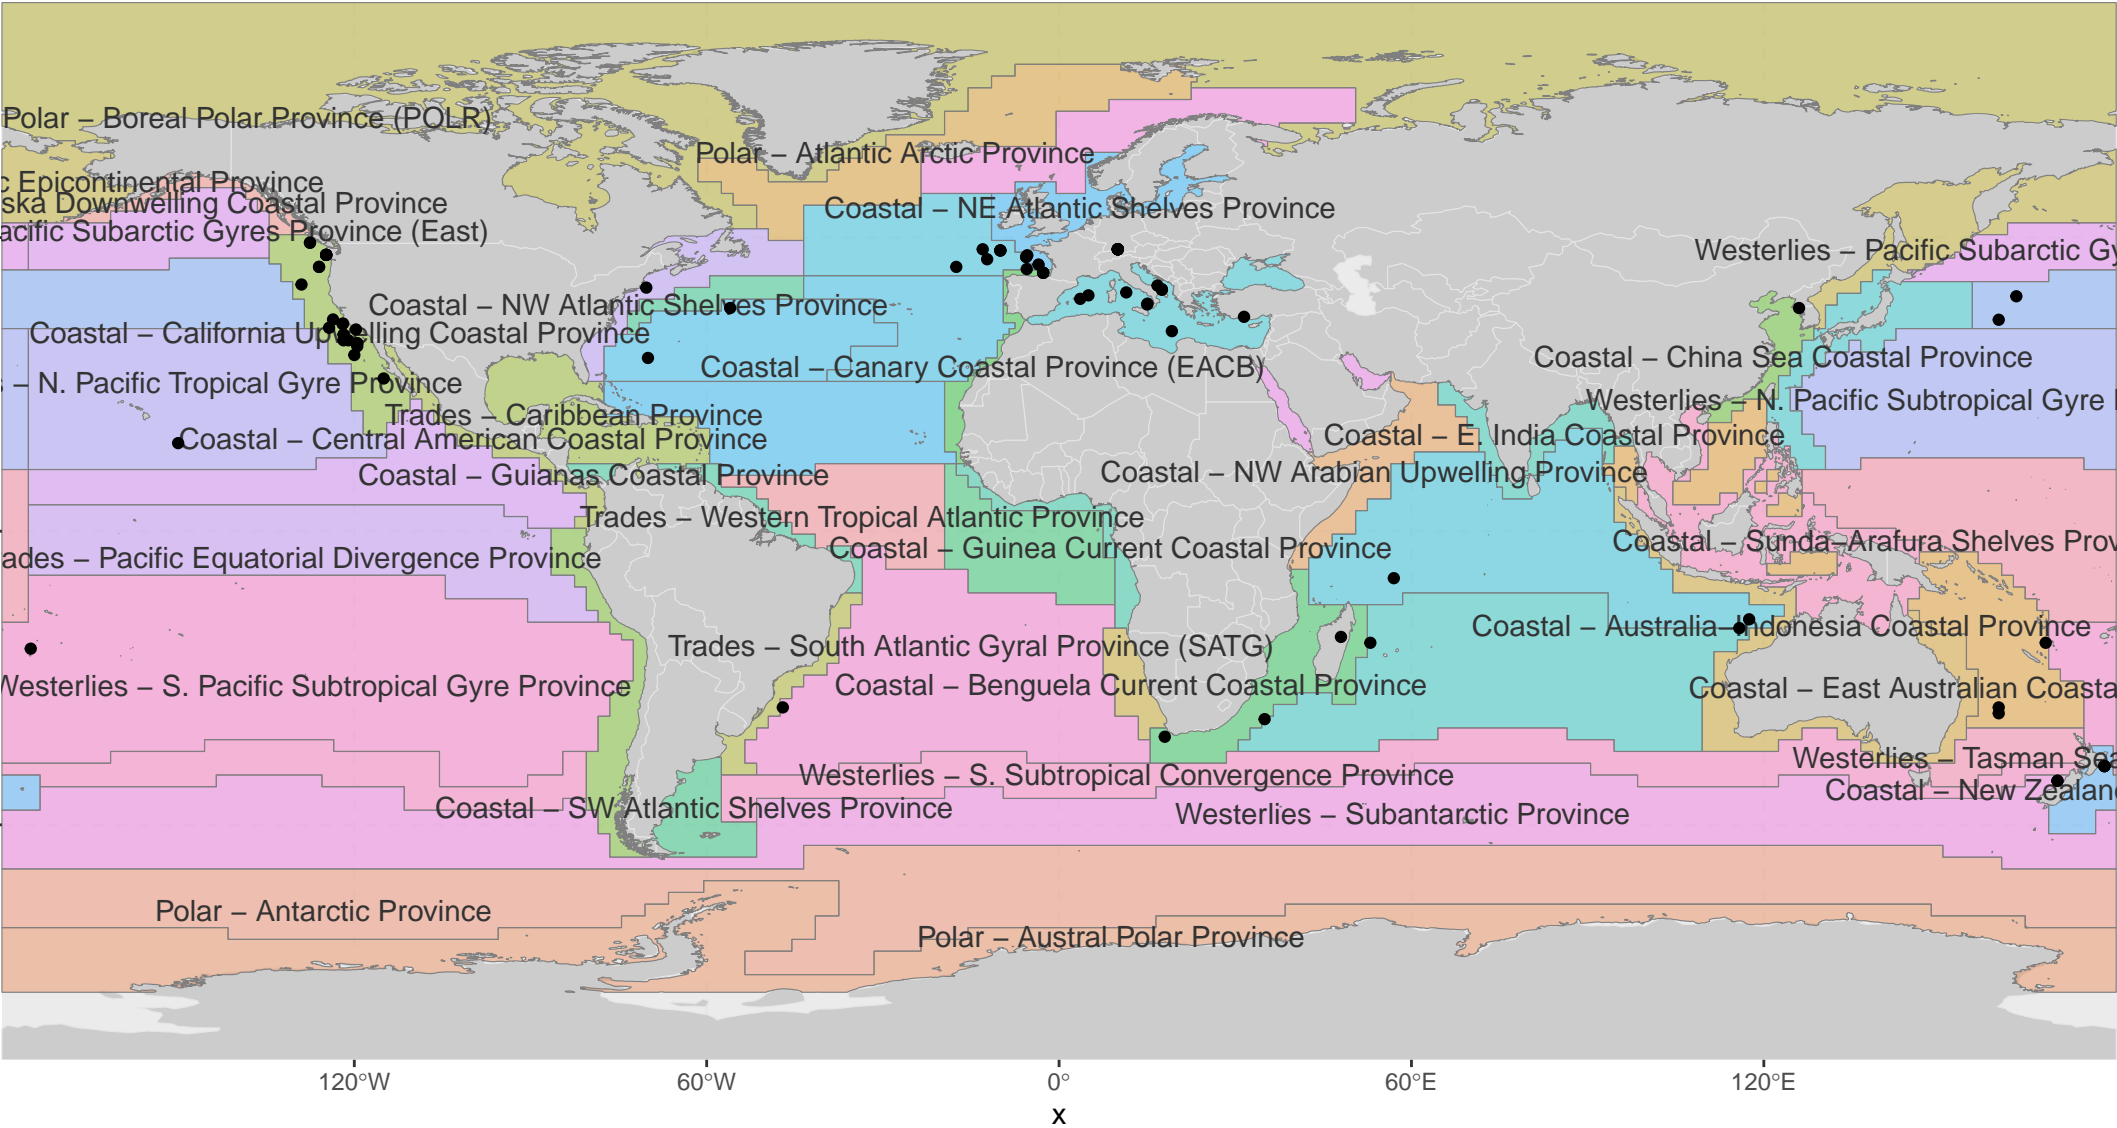 Polar – Boreal Polar Province (POLR)
Polar – Atlantic Arctic Province
c Epicontinental Province
ska Downwelling Coastal Province
Coastal – NE Atlantic Shelves Province
acific Subarctic Gyres Province (East)
Westerlies – Pacific Subarctic Gy
Coastal – NW Atlantic Shelves Province
Coastal – California Upwelling Coastal Province
Coastal – China Sea Coastal Province
Coastal – Canary Coastal Province (EACB)
– N. Pacific Tropical Gyre Province
Westerlies – N. Pacific Subtropical Gyre
Trades – Caribbean Province
Coastal – E. India Coastal Province
Coastal – Central American Coastal Province
Coastal – NW Arabian Upwelling Province
Coastal – Guianas Coastal Province
Trades – Western Tropical Atlantic Province
Coastal – Sunda–Arafura Shelves Prov
Coastal – Guinea Current Coastal Province
ades – Pacific Equatorial Divergence Province
Coastal – Australia–Indonesia Coastal Province
Trades – South Atlantic Gyral Province (SATG)
Westerlies – S. Pacific Subtropical Gyre Province
Coastal – Benguela Current Coastal Province
Coastal – East Australian Coasta
Westerlies – Tasman Sea
Westerlies – S. Subtropical Convergence Province
Coastal – New Zealand
Coastal – SW Atlantic Shelves Province
Westerlies – Subantarctic Province
Polar – Antarctic Province
Polar – Austral Polar Province
120°W 60°W 0° 60°E 120°E
x